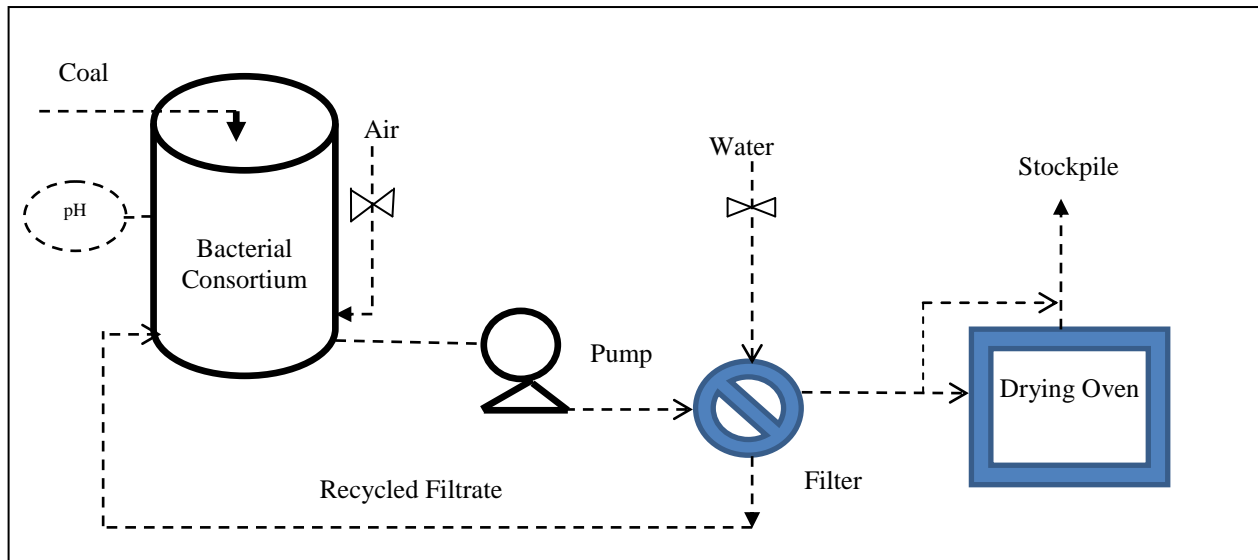 Coal
Air
Water
Stockpile
pH
Bacterial
Consortium
Pump
Drying Oven
Recycled Filtrate
Filter